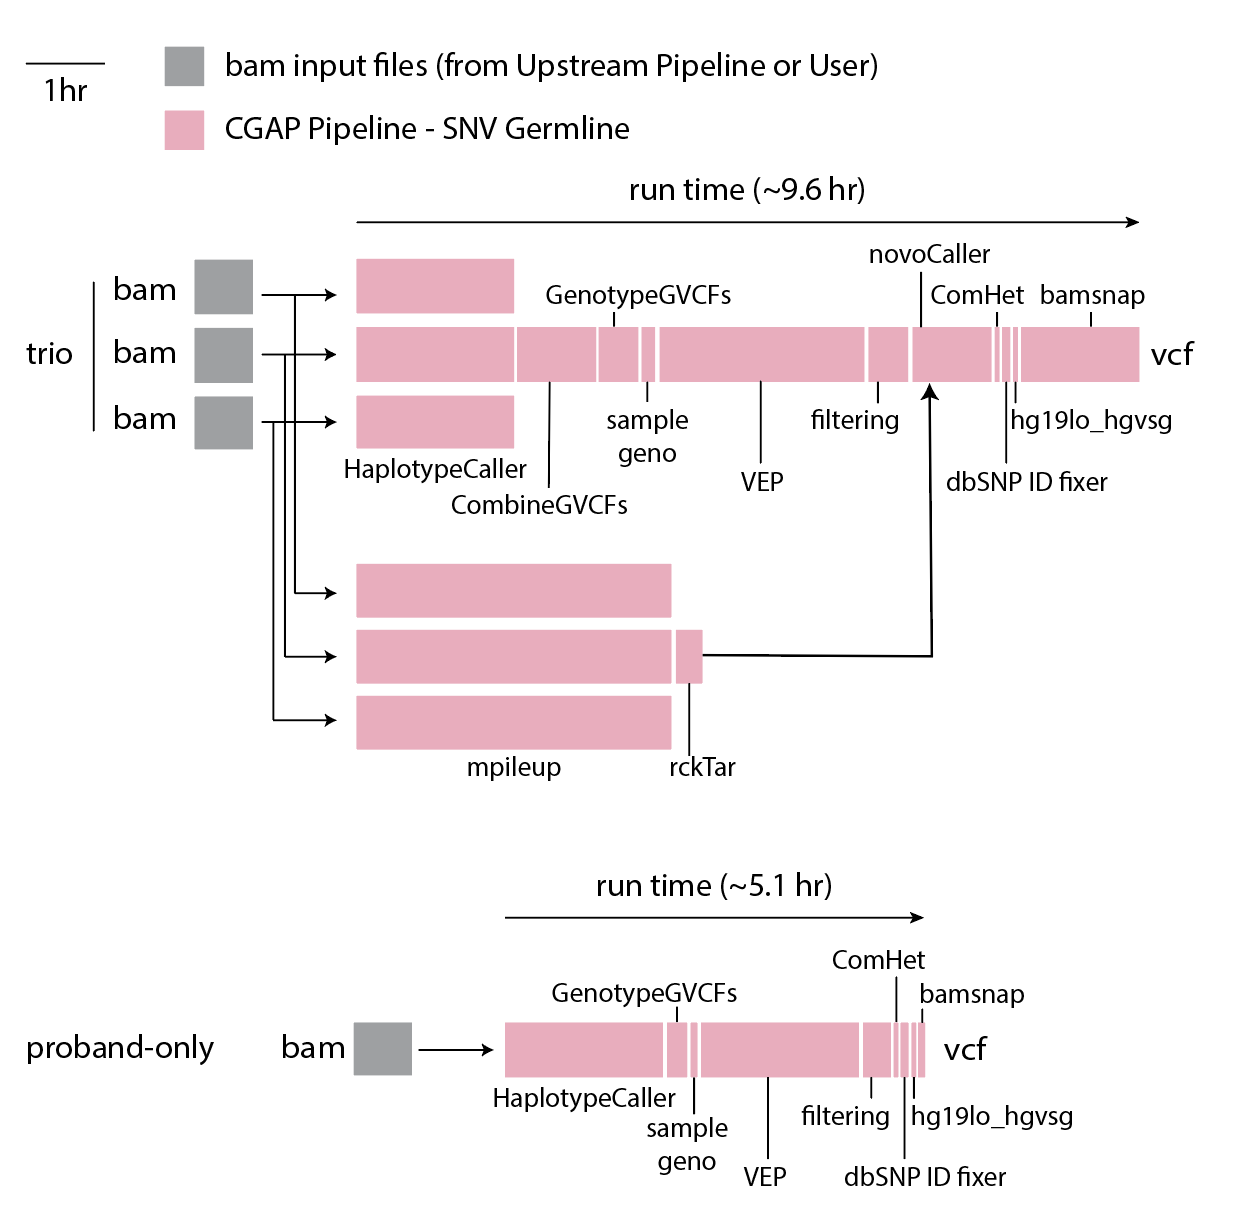 1hr
bam input files (from Upstream Pipeline or User)
CGAP Pipeline - SNV Germline
run time (~9.6 hr)
novoCaller
GenotypeGVCFs
ComHet
bamsnap
trio
bam
bam
bam
vcf
sample
geno
filtering
hg19lo_hgvsg
HaplotypeCaller
VEP
dbSNP ID fixer
CombineGVCFs
mpileup
rckTar
run time (~5.1 hr)
ComHet
GenotypeGVCFs
bamsnap
proband-only
bam
vcf
HaplotypeCaller
sample
geno
filtering
hg19lo_hgvsg
VEP
dbSNP ID fixer